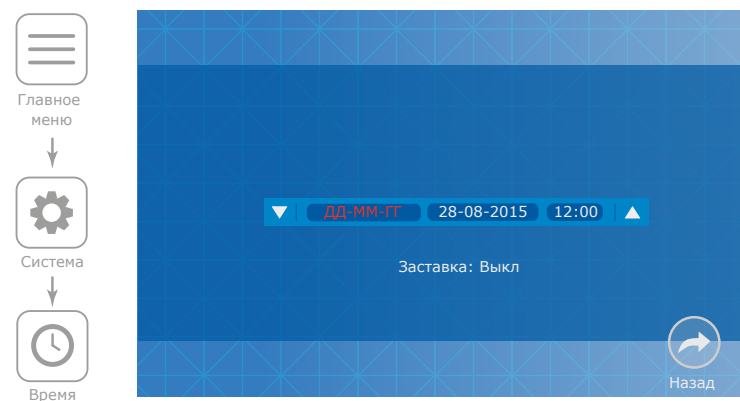 Главное
меню
Система
Время
ДД-ММ-ГГ 28-08-2015 12:00
Заставка: Выкл
Назад